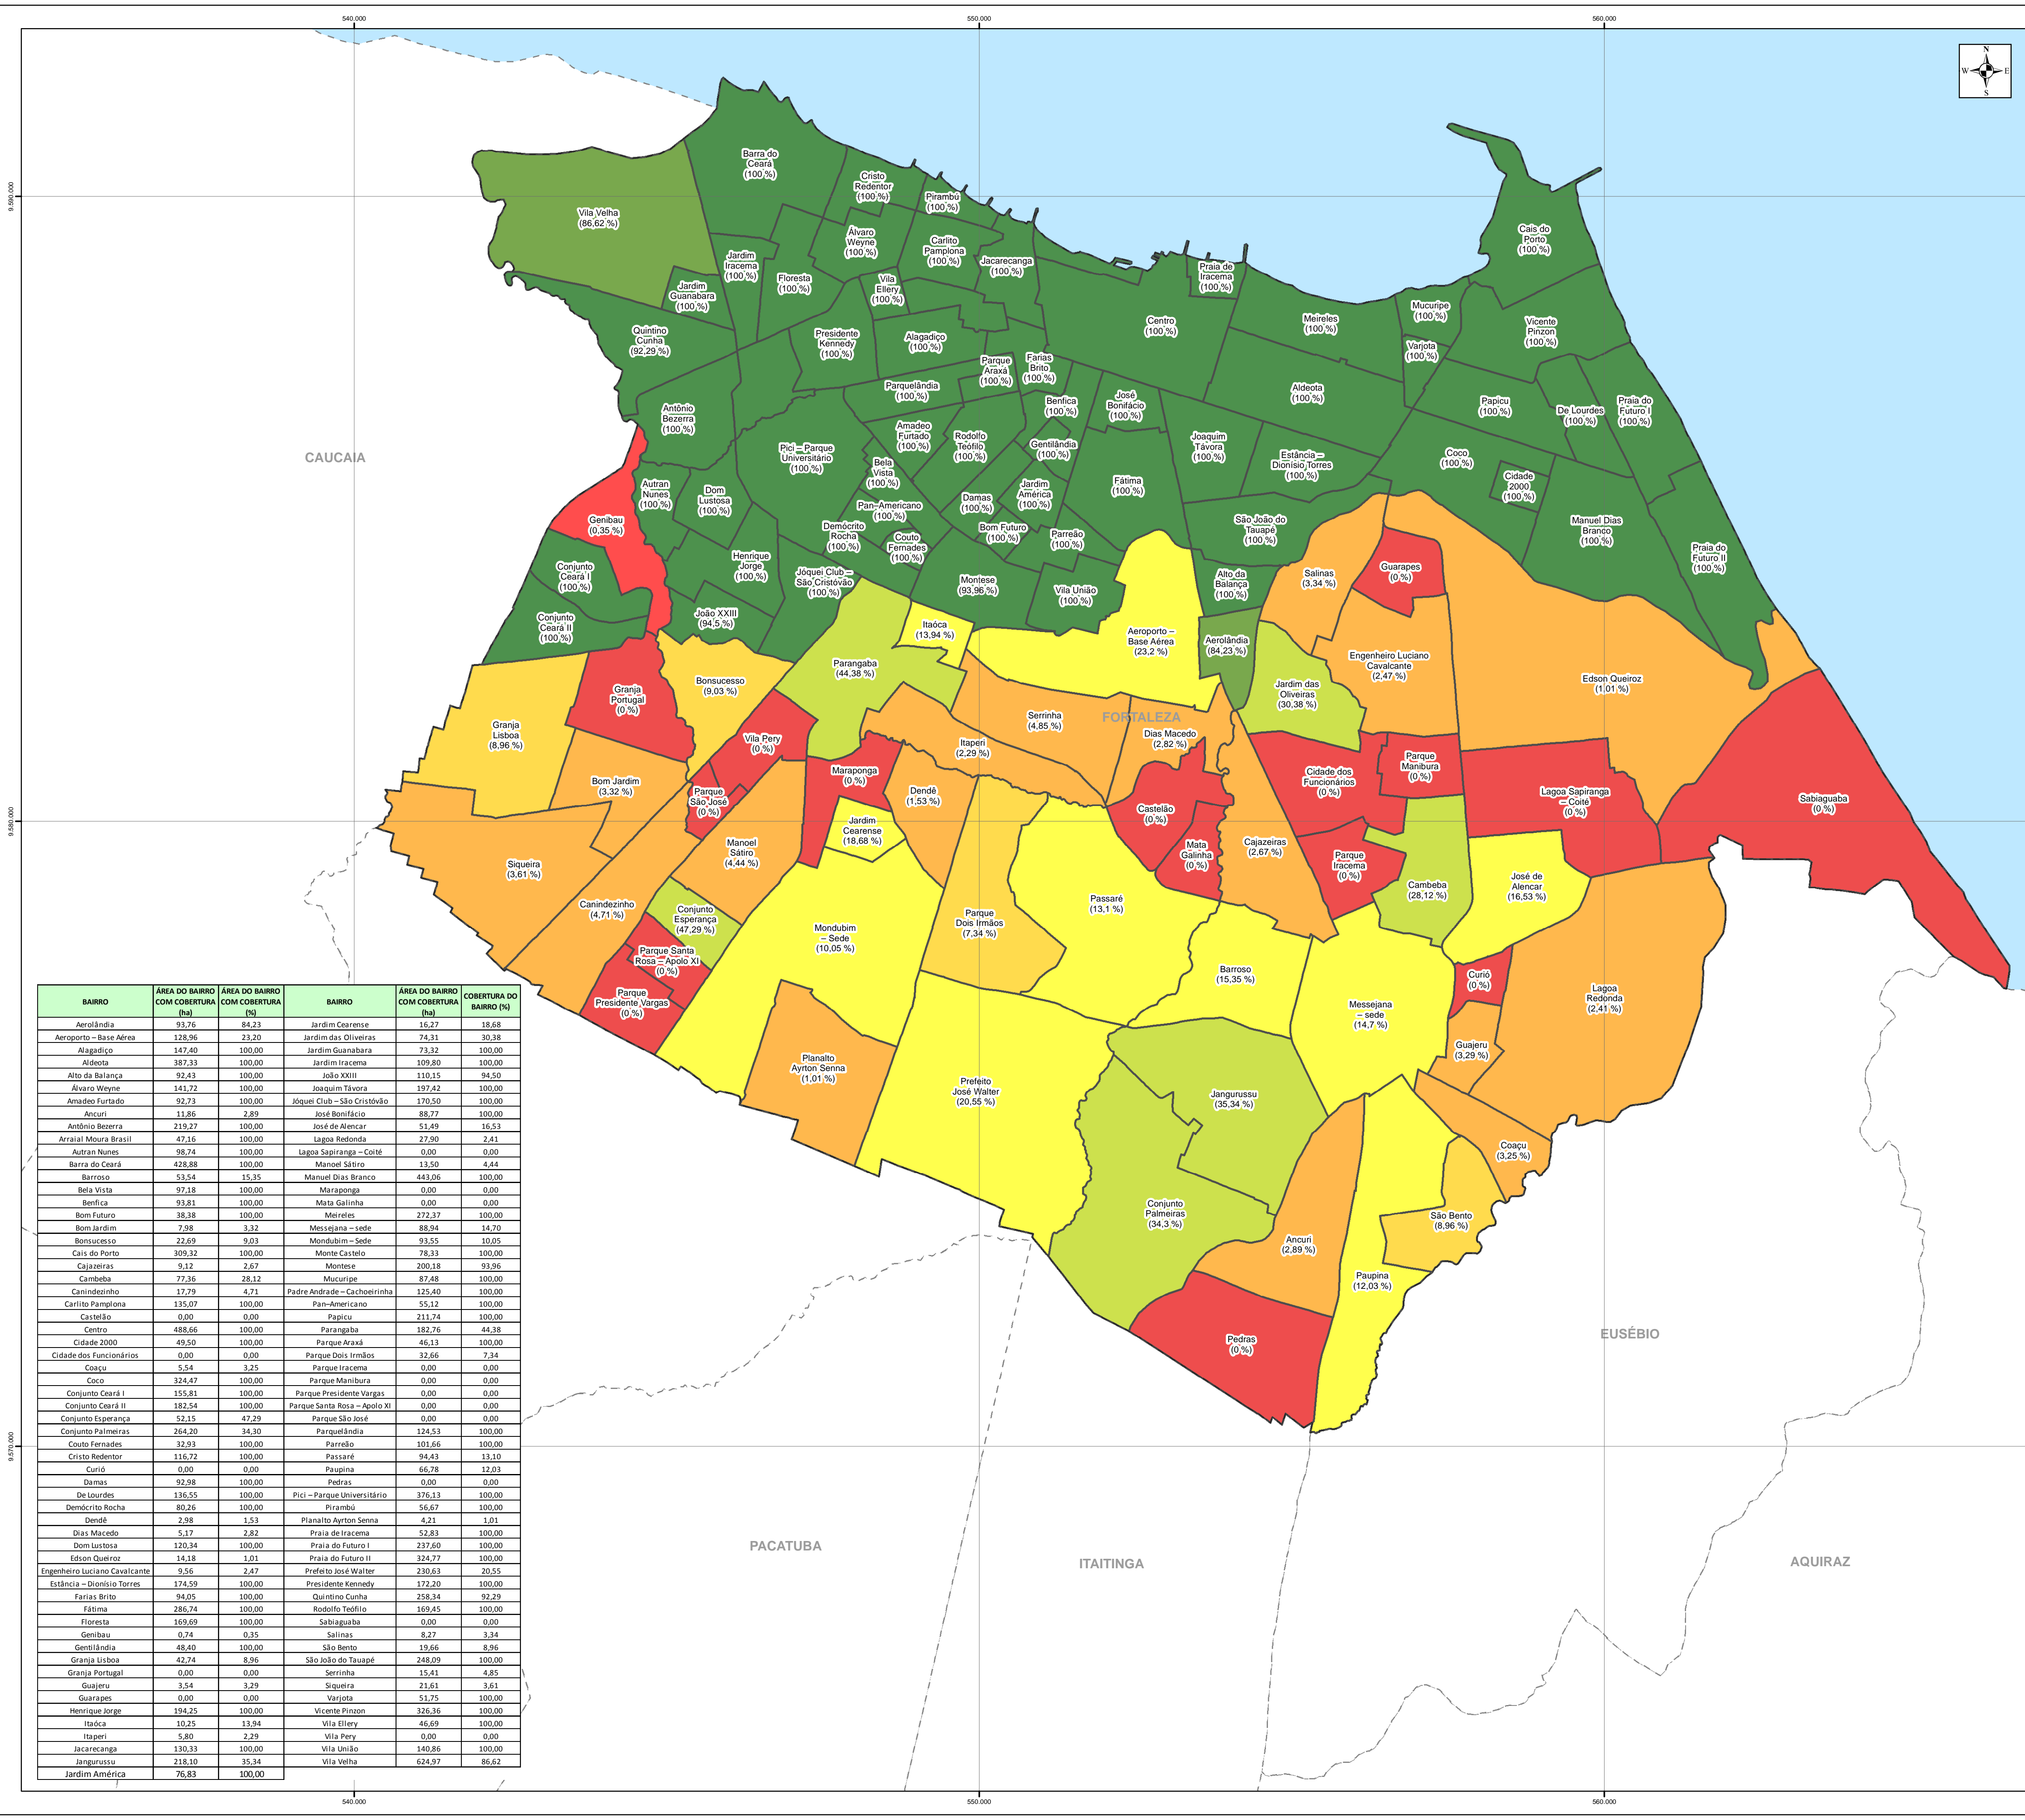 540.000
550.000
560.000
N
W E
S
9.590.000
9.580.000
9.570.000
Barra do
Ceará
(100 %)
Cristo
Redentor
(100 %)
Pirambú
(100 %)
Vila Velha
(86,62 %)
Cais do
Porto
(100 %)
Álvaro
Weyne
(100 %)
Carlito
Pamplona
(100 %)
Jacarecanga
(100 %)
Jardim
Iracema
(100 %)
Floresta
(100 %)
Vila
Ellery
(100 %)
Praia de
Iracema
(100 %)
Jardim
Guanabara
(100 %)
Mucuripe
(100 %)
Centro
(100 %)
Meireles
(100 %)
Vicente
Pinzon
(100 %)
Quintino
Cunha
(92,29 %)
Presidente
Kennedy
(100 %)
Alagadiço
(100 %)
Varjota
(100 %)
Parque
Araxá
(100 %)
Farias
Brito
(100 %)
Parquelândia
(100 %)
Aldeota
(100 %)
Benfica
(100 %)
José
Bonifácio
(100 %)
Papicu
(100 %)
De Lourdes
(100 %)
Praia do
Futuro I
(100 %)
Antônio
Bezerra
(100 %)
Amadeo
Furtado
(100 %)
Rodolfo
Teófilo
(100 %)
Gentilândia
(100 %)
Joaquim
Távora
(100 %)
Pici – Parque
Universitário
(100 %)
Estância –
Dionísio Torres
(100 %)
Coco
(100 %)
CAUCAIA
Bela
Vista
(100 %)
Cidade
2000
(100 %)
Fátima
(100 %)
Autran
Nunes
(100 %)
Dom
Lustosa
(100 %)
Jardim
América
(100 %)
Damas
(100 %)
Pan–Americano
(100 %)
Genibau
(0,35 %)
Demócrito
Rocha
(100 %)
Couto
Fernades
(100 %)
Bom Futuro
(100 %)
Parreão
(100 %)
São João do
Tauapé
(100 %)
Manuel Dias
Branco
(100 %)
Praia do
Futuro II
(100 %)
Conjunto
Ceará I
(100 %)
Henrique
Jorge
(100 %)
Jóquei Club –
São Cristóvão
(100 %)
Montese
(93,96 %)
Vila União
(100 %)
Alto da
Balança
(100 %)
Salinas
(3,34 %)
Guarapes
(0 %)
Conjunto
Ceará II
(100 %)
João XXIII
(94,5 %)
Itaóca
(13,94 %)
Aeroporto –
Base Aérea
(23,2 %)
Aerolândia
(84,23 %)
Engenheiro Luciano
Cavalcante
(2,47 %)
Parangaba
(44,38 %)
Bonsucesso
(9,03 %)
Edson Queiroz
(1,01 %)
Granja
Portugal
(0 %)
Jardim das
Oliveiras
(30,38 %)
Serrinha
(4,85 %)
FORTALEZA
Granja
Lisboa
(8,96 %)
Vila Pery
(0 %)
Itaperi
(2,29 %)
Dias Macedo
(2,82 %)
Maraponga
(0 %)
Cidade dos
Funcionários
(0 %)
Parque
Manibura
(0 %)
Bom Jardim
(3,32 %)
Parque
São José
(0 %)
Dendê
(1,53 %)
Castelão
(0 %)
Lagoa Sapiranga
– Coité
(0 %)
Sabiaguaba
(0 %)
Jardim
Cearense
(18,68 %)
Manoel
Sátiro
(4,44 %)
Mata
Galinha
(0 %)
Cajazeiras
(2,67 %)
Parque
Iracema
(0 %)
Siqueira
(3,61 %)
Cambeba
(28,12 %)
José de
Alencar
(16,53 %)
Canindezinho
(4,71 %)
Conjunto
Esperança
(47,29 %)
Passaré
(13,1 %)
Parque
Dois Irmãos
(7,34 %)
Mondubim
– Sede
(10,05 %)
Parque Santa
Rosa – Apolo XI
(0 %)
Barroso
(15,35 %)
Curió
(0 %)
Parque
Presidente Vargas
(0 %)
Lagoa
Redonda
(2,41 %)
Messejana
– sede
(14,7 %)
Guajeru
(3,29 %)
Planalto
Ayrton Senna
(1,01 %)
Prefeito
José Walter
(20,55 %)
Jangurussu
(35,34 %)
Coaçu
(3,25 %)
Conjunto
Palmeiras
(34,3 %)
São Bento
(8,96 %)
Ancuri
(2,89 %)
Paupina
(12,03 %)
Pedras
(0 %)
EUSÉBIO
PACATUBA
ITAITINGA
AQUIRAZ
BAIRRO ÁREA DO BAIRRO COM COBERTURA (ha) ÁREA DO BAIRRO COM COBERTURA (%) BAIRRO ÁREA DO BAIRRO COM COBERTURA (ha) COBERTURA DO BAIRRO (%)
Aerolândia 93,76 84,23 Jardim Cearense 16,27 18,68
Aeroporto – Base Aérea 128,96 23,20 Jardim das Oliveiras 74,31 30,38
Alagadiço 147,40 100,00 Jardim Guanabara 73,32 100,00
Aldeota 387,33 100,00 Jardim Iracema 109,80 100,00
Alto da Balança 92,43 100,00 João XXIII 110,15 94,50
Álvaro Weyne 141,72 100,00 Joaquim Távora 197,42 100,00
Amadeo Furtado 92,73 100,00 Jóquei Club – São Cristóvão 170,50 100,00
Ancuri 11,86 2,89 José Bonifácio 88,77 100,00
Antônio Bezerra 219,27 100,00 José de Alencar 51,49 16,53
Arraial Moura Brasil 47,16 100,00 Lagoa Redonda 27,90 2,41
Autran Nunes 98,74 100,00 Lagoa Sapiranga – Coité 0,00 0,00
Barra do Ceará 428,88 100,00 Manoel Sátiro 13,50 4,44
Barroso 53,54 15,35 Manuel Dias Branco 443,06 100,00
Bela Vista 97,18 100,00 Maraponga 0,00 0,00
Benfica 93,81 100,00 Mata Galinha 0,00 0,00
Bom Futuro 38,38 100,00 Meireles 272,37 100,00
Bom Jardim 7,98 3,32 Messejana – sede 88,94 14,70
Bonsucesso 22,69 9,03 Mondubim – Sede 93,55 10,05
Cais do Porto 309,32 100,00 Monte Castelo 78,33 100,00
Cajazeiras 9,12 2,67 Montese 200,18 93,96
Cambeba 77,36 28,12 Mucuripe 87,48 100,00
Canindezinho 17,79 4,71 Padre Andrade – Cachoeirinha 125,40 100,00
Carlito Pamplona 135,07 100,00 Pan–Americano 55,12 100,00
Castelão 0,00 0,00 Papicu 211,74 100,00
Centro 488,66 100,00 Parangaba 182,76 44,38
Cidade 2000 49,50 100,00 Parque Araxá 46,13 100,00
Cidade dos Funcionários 0,00 0,00 Parque Dois Irmãos 32,66 7,34
Coaçu 5,54 3,25 Parque Iracema 0,00 0,00
Coco 324,47 100,00 Parque Manibura 0,00 0,00
Conjunto Ceará I 155,81 100,00 Parque Presidente Vargas 0,00 0,00
Conjunto Ceará II 182,54 100,00 Parque Santa Rosa – Apolo XI 0,00 0,00
Conjunto Esperança 52,15 47,29 Parque São José 0,00 0,00
Conjunto Palmeiras 264,20 34,30 Parquelândia 124,53 100,00
Couto Fernades 32,93 100,00 Parreão 101,66 100,00
Cristo Redentor 116,72 100,00 Passaré 94,43 13,10
Curió 0,00 0,00 Paupina 66,78 12,03
Damas 92,98 100,00 Pedras 0,00 0,00
De Lourdes 136,55 100,00 Pici – Parque Universitário 376,13 100,00
Demócrito Rocha 80,26 100,00 Pirambú 56,67 100,00
Dendê 2,98 1,53 Planalto Ayrton Senna 4,21 1,01
Dias Macedo 5,17 2,82 Praia de Iracema 52,83 100,00
Dom Lustosa 120,34 100,00 Praia do Futuro I 237,60 100,00
Edson Queiroz 14,18 1,01 Praia do Futuro II 324,77 100,00
Engenheiro Luciano Cavalcante 9,56 2,47 Prefeito José Walter 230,63 20,55
Estância – Dionísio Torres 174,59 100,00 Presidente Kennedy 172,20 100,00
Farias Brito 94,05 100,00 Quintino Cunha 258,34 92,29
Fátima 286,74 100,00 Rodolfo Teófilo 169,45 100,00
Floresta 169,69 100,00 Sabiaguaba 0,00 0,00
Genibau 0,74 0,35 Salinas 8,27 3,34
Gentilândia 48,40 100,00 São Bento 19,66 8,96
Granja Lisboa 42,74 8,96 São João do Tauapé 248,09 100,00
Granja Portugal 0,00 0,00 Serrinha 15,41 4,85
Guajeru 3,54 3,29 Siqueira 21,61 3,61
Guarapes 0,00 0,00 Varjota 51,75 100,00
Henrique Jorge 194,25 100,00 Vicente Pinzon 326,36 100,00
Itaóca 10,25 13,94 Vila Ellery 46,69 100,00
Itaperi 5,80 2,29 Vila Pery 0,00 0,00
Jacarecanga 130,33 100,00 Vila União 140,86 100,00
Jangurussu 218,10 35,34 Vila Velha 624,97 86,62
Jardim América 76,83 100,00
540.000
550.000
560.000